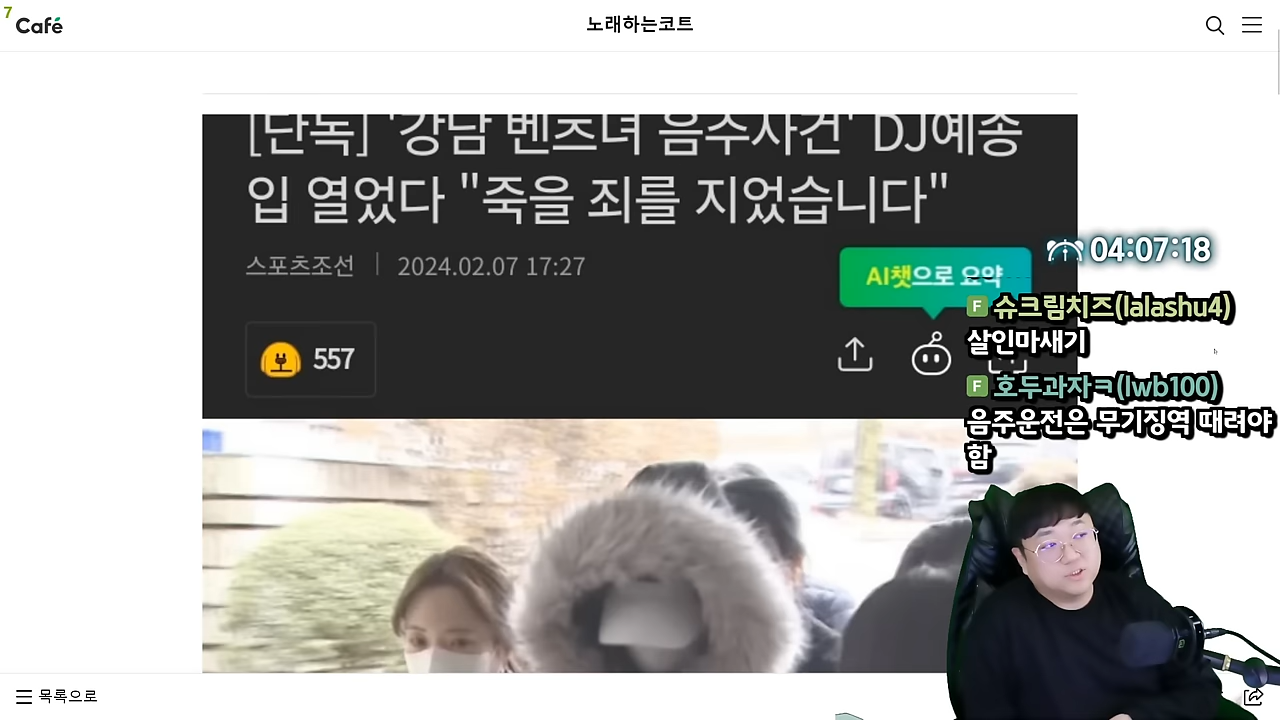 7
Café
노래하는코트
[단독] '강남 벤츠녀 음주사건' DJ예송
입 열었다 "죽을 죄를 지었습니다"
스포츠조선
2024.02.07 17:27
AI챗으로 요약
557
04:07:18
F 슈크림치즈(lalashu4)
살인마새기
F 호두과자ㅋ(lwb100)
음주운전은 무기징역 때려야
함
목록으로